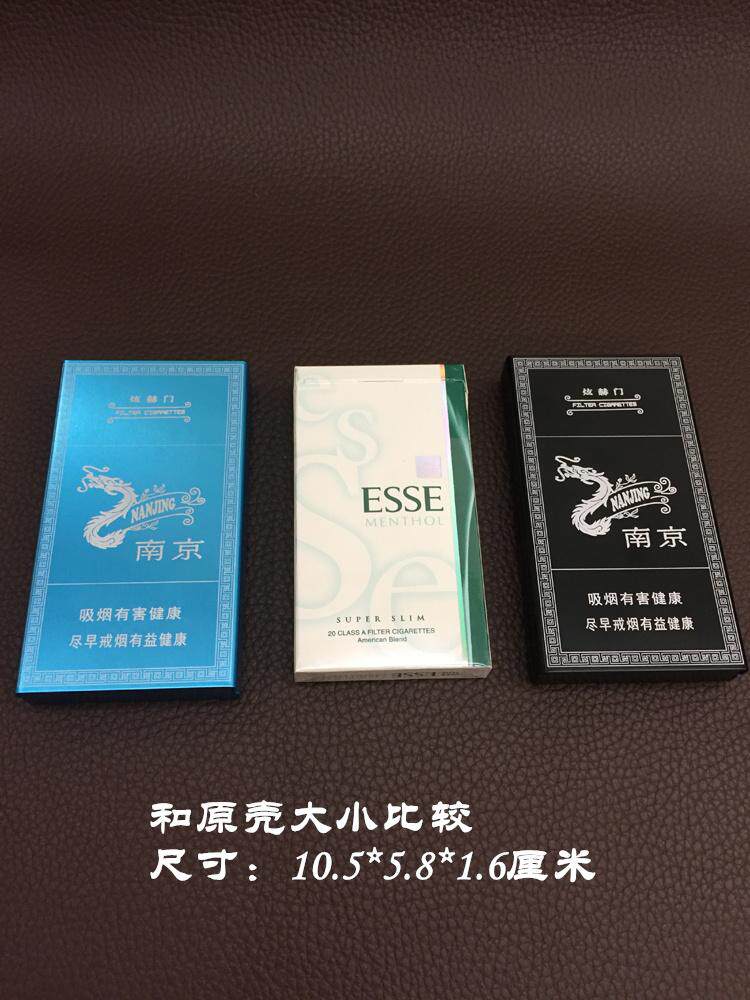 炫赫门
FILTER CIGARETTES
NANJING
南京
吸烟有害健康
尽早戒烟有益健康
Es
Se
ESSE
MENTHOL
SUPER SLIM
20 CLASS A FILTER CIGARETTES
American Blend
ESSE
炫赫门
FILTER CIGARETTES
NANJING
南京
吸烟有害健康
尽早戒烟有益健康
和原壳大小比较
尺寸：10.5*5.8*1.6厘米